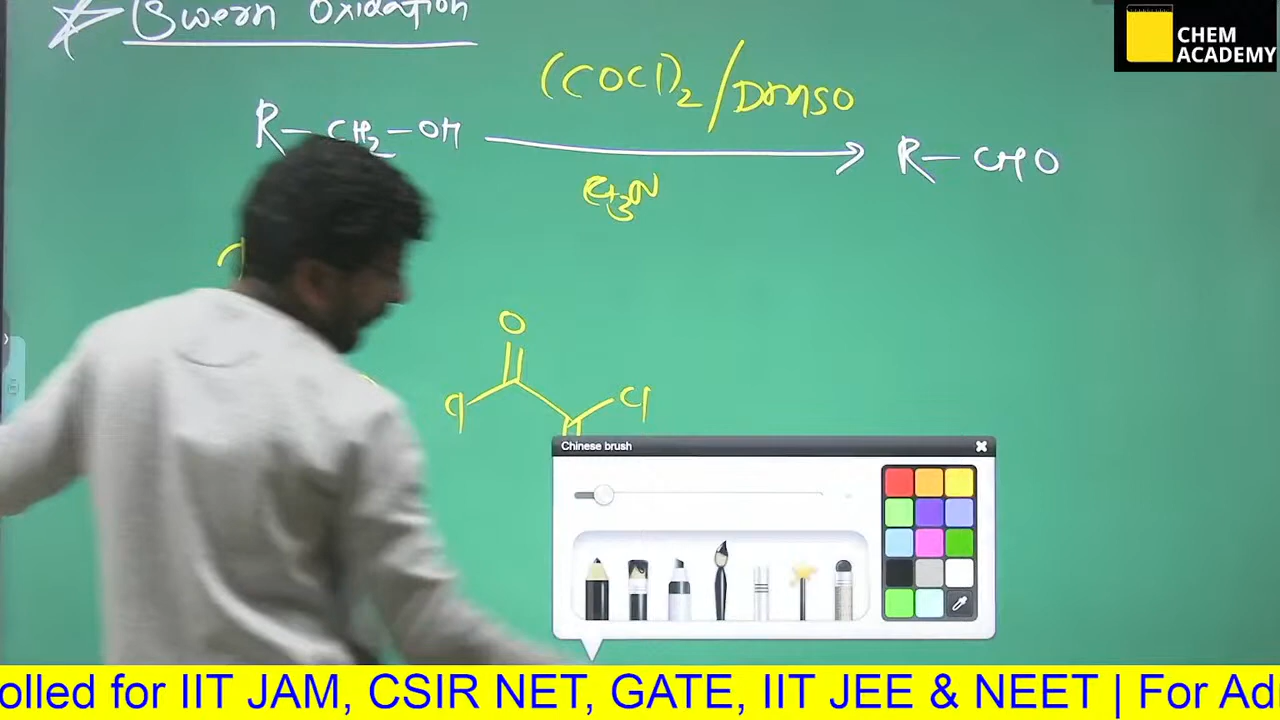 Swern Oxidation
CHEM
ACADEMY
(COCl)2/DMSO
R-CH2-OH
R-CHO
Et3N
O
Cl
Cl
Chinese brush
olled for IIT JAM, CSIR NET, GATE, IIT JEE & NEET | For Ad